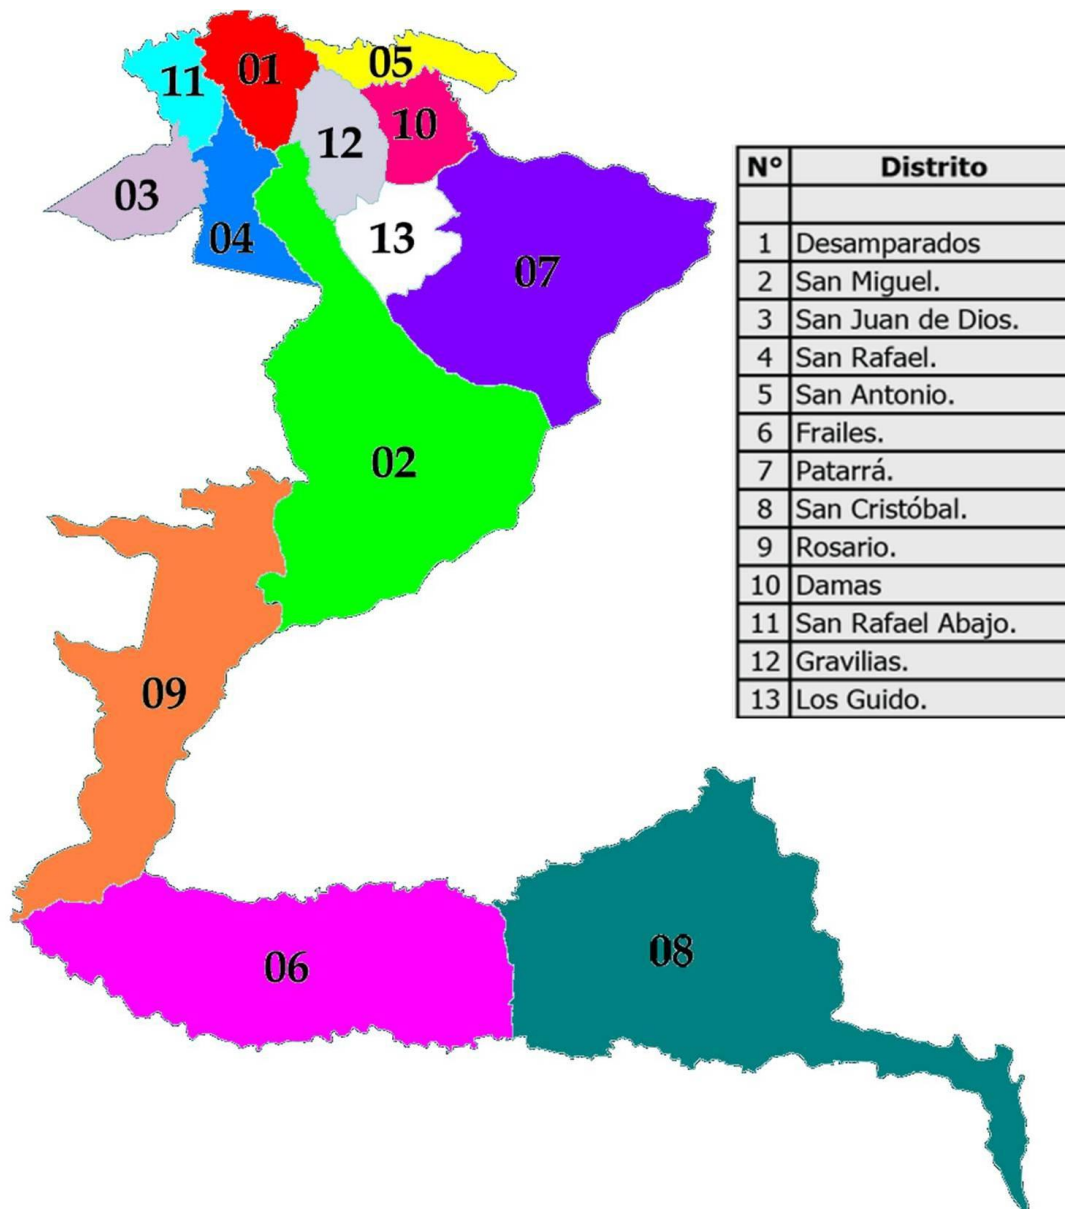 01
05
11
10
12
03
04
13
07
02
09
06
08
N° Distrito
1 Desamparados
2 San Miguel.
3 San Juan de Dios.
4 San Rafael.
5 San Antonio.
6 Frailes.
7 Patarrá.
8 San Cristóbal.
9 Rosario.
10 Damas
11 San Rafael Abajo.
12 Gravilias.
13 Los Guido.